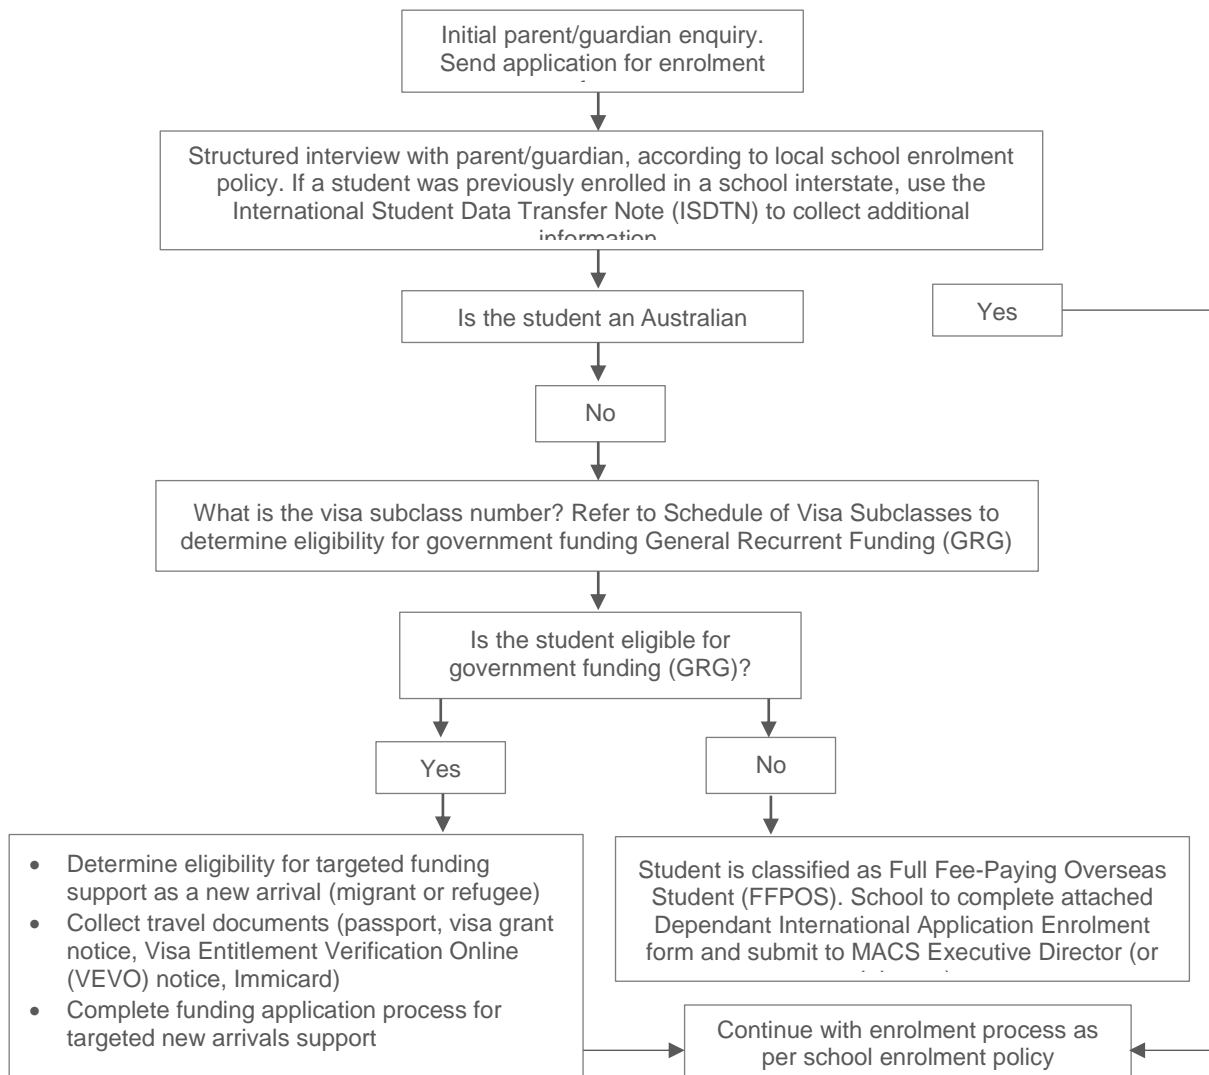 Initial parent/guardian enquiry.
Send application for enrolment
Structured interview with parent/guardian, according to local school enrolment
policy. If a student was previously enrolled in a school interstate, use the
International Student Data Transfer Note (ISDTN) to collect additional
information
Is the student an Australian
Yes
No
What is the visa subclass number? Refer to Schedule of Visa Subclasses to
determine eligibility for government funding General Recurrent Funding (GRG)
Is the student eligible for
government funding (GRG)?
Yes
No
• Determine eligibility for targeted funding
support as a new arrival (migrant or refugee)
• Collect travel documents (passport, visa grant
notice, Visa Entitlement Verification Online
(VEVO) notice, Immicard)
• Complete funding application process for
targeted new arrivals support
Student is classified as Full Fee-Paying Overseas
Student (FFPOS). School to complete attached
Dependant International Application Enrolment
form and submit to MACS Executive Director (or
Continue with enrolment process as
per school enrolment policy